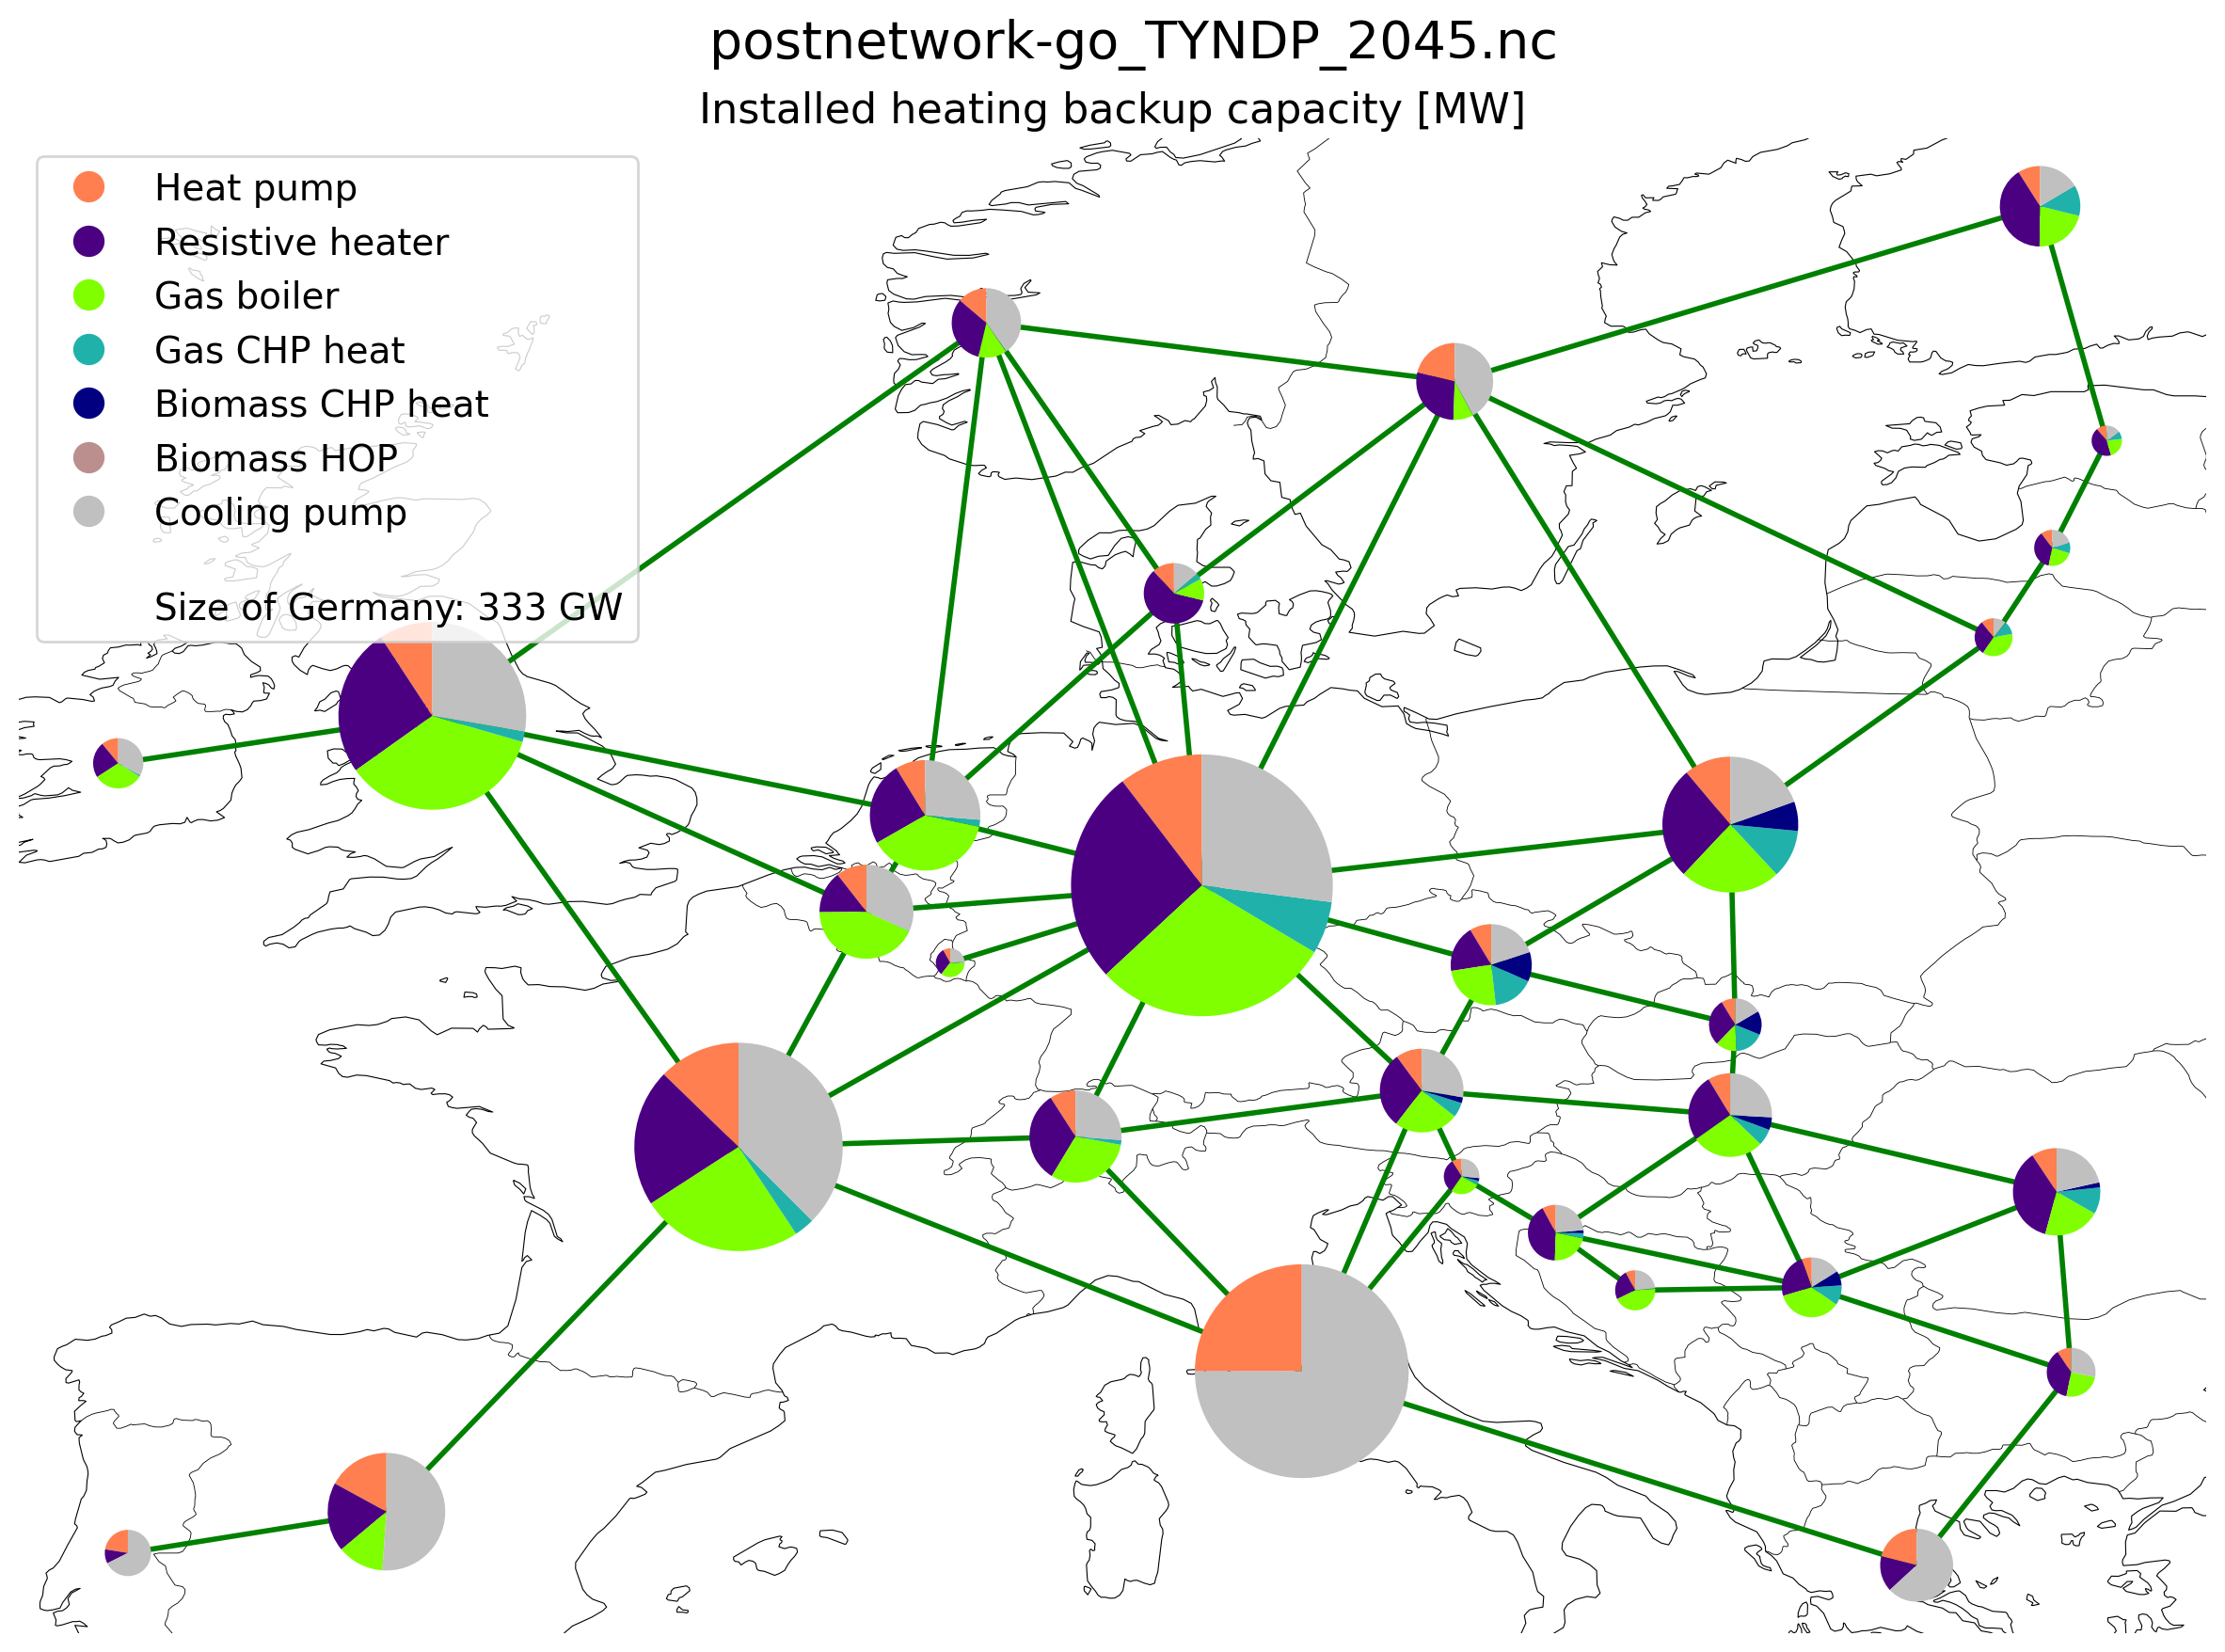 postnetwork-go_TYNDP_2045.nc
Installed heating backup capacity [MW]
Heat pump
Resistive heater
Gas boiler
Gas CHP heat
Biomass CHP heat
Biomass HOP
Cooling pump
Size of Germany: 333 GW